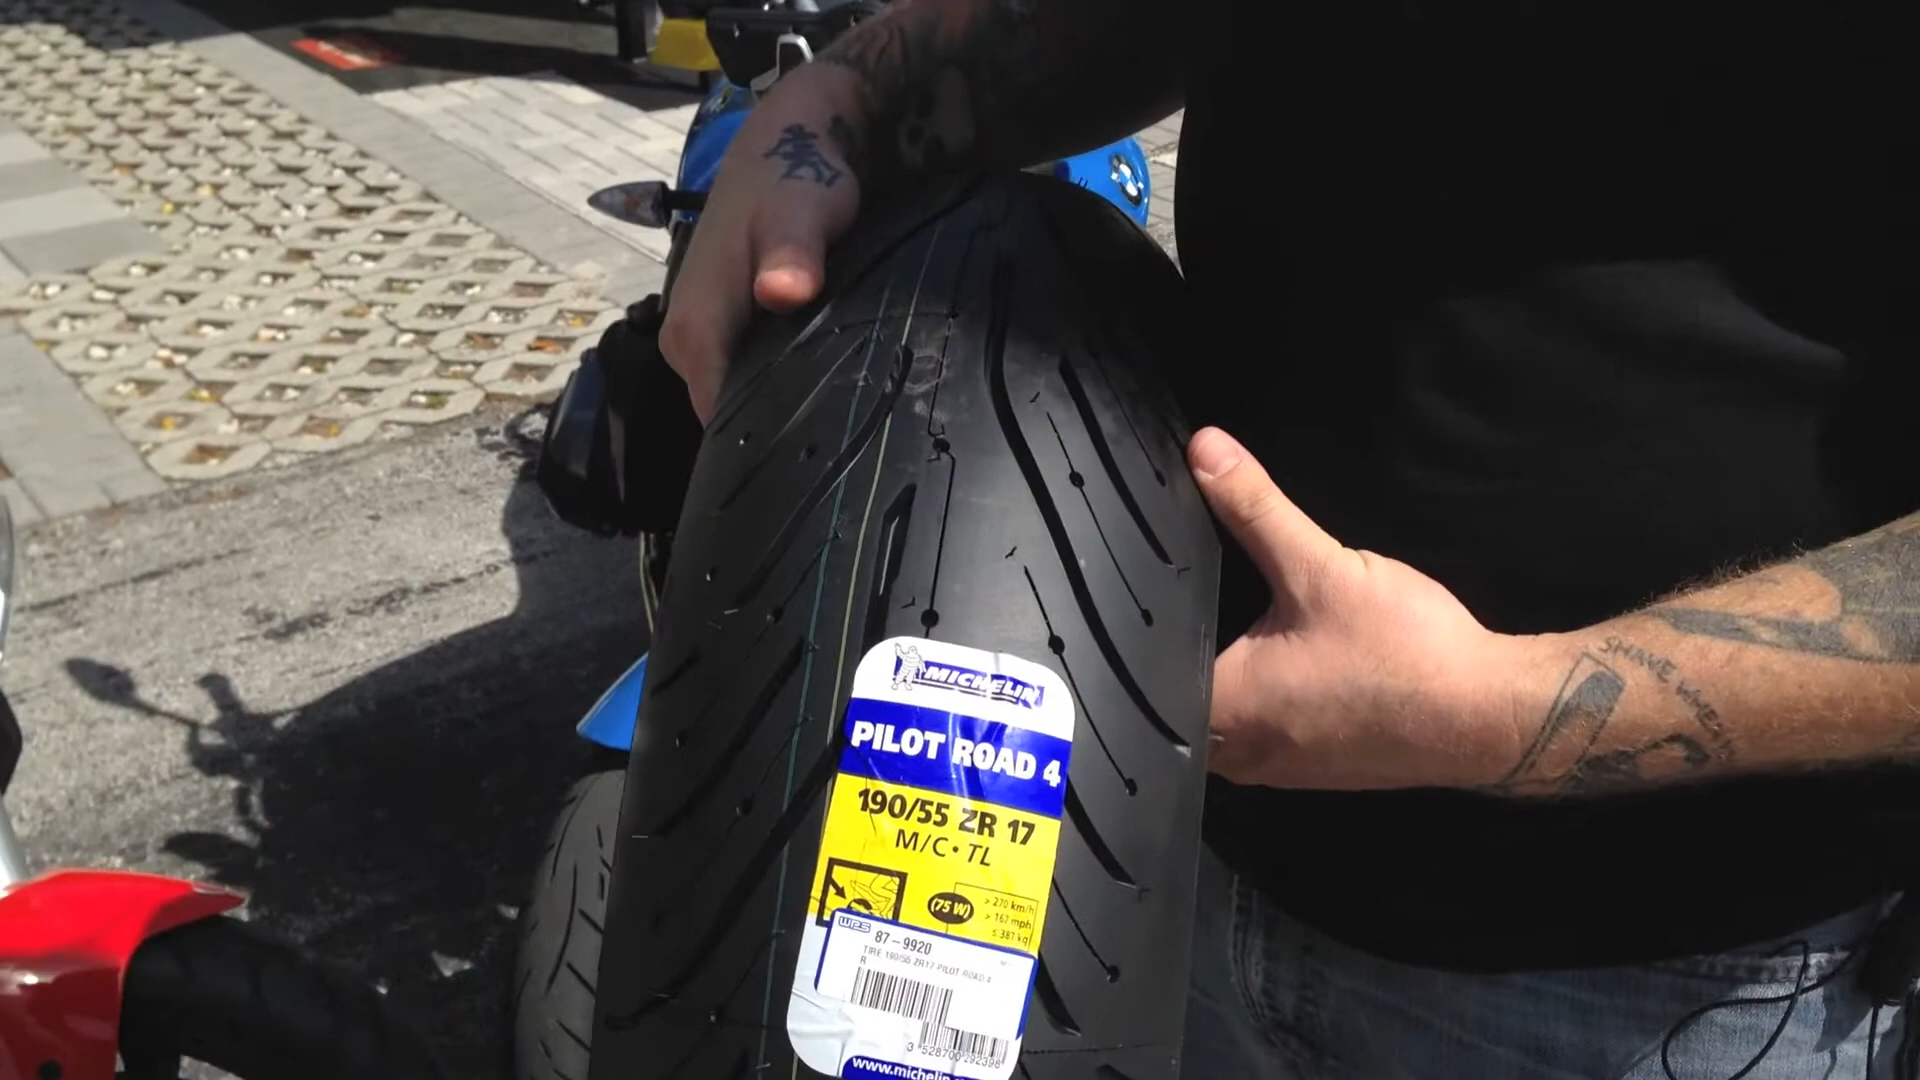 MICHELIN
PILOT ROAD 4
190/55 ZR 17
M/C • TL
(75 W)
> 270 km/h
> 167 mph
≤ 387 kg
WPS
87-9920
TIRE 190/55 ZR17 PILOT ROAD 4
R
3 528700 292398
www.michelin
SHAVE